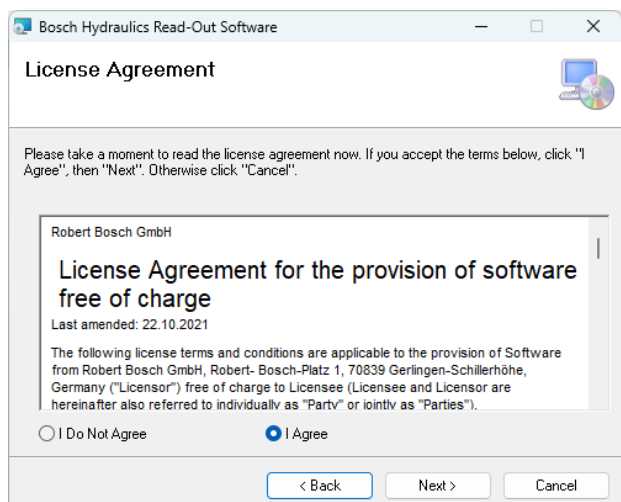 Bosch Hydraulics Read-Out Software
License Agreement
Please take a moment to read the license agreement now. If you accept the terms below, click "I
Agree", then "Next". Otherwise click "Cancel".
Robert Bosch GmbH
License Agreement for the provision of software
free of charge
Last amended: 22.10.2021
The following license terms and conditions are applicable to the provision of Software
from Robert Bosch GmbH, Robert- Bosch-Platz 1, 70839 Gerlingen-Schillerhöhe,
Germany ("Licensor") free of charge to Licensee (Licensee and Licensor are
hereinafter also referred to individually as "Party" or jointly as "Parties").
I Do Not Agree
I Agree
< Back
Next >
Cancel